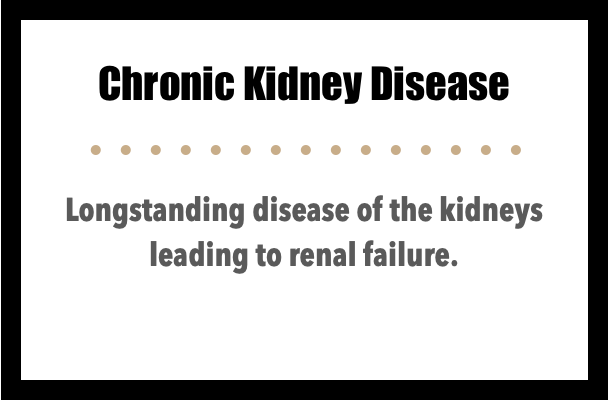 Chronic Kidney Disease
Longstanding disease of the kidneys
leading to renal failure.